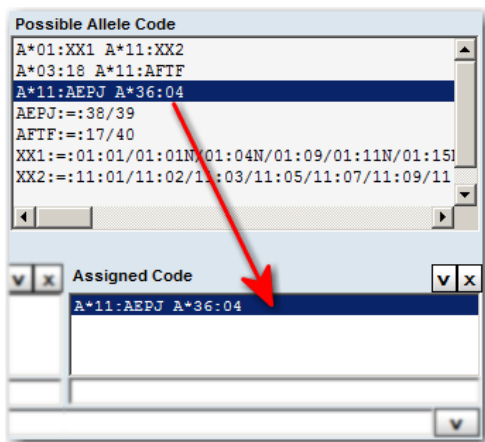 Possible Allele Code
A*01:XX1 A*11:XX2
A*03:18 A*11:AFTF
A*11:AEPJ A*36:04
AEPJ:=:38/39
AFTF:=:17/40
XX1:=:01:01/01:01N/01:04N/01:09/01:11N/01:15
XX2:=:11:01/11:02/11:03/11:05/11:07/11:09/11
v x Assigned Code v x
A*11:AEPJ A*36:04
v